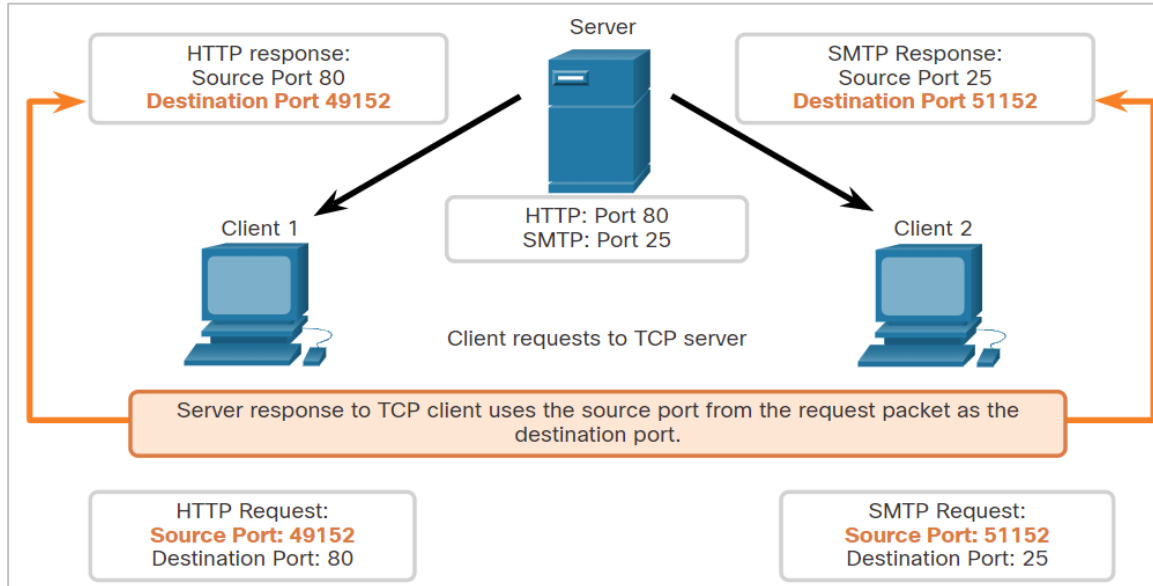 Server
HTTP response:
Source Port 80
Destination Port 49152
SMTP Response:
Source Port 25
Destination Port 51152
HTTP: Port 80
SMTP: Port 25
Client 1
Client 2
Client requests to TCP server
Server response to TCP client uses the source port from the request packet as the
destination port.
HTTP Request:
Source Port: 49152
Destination Port: 80
SMTP Request:
Source Port: 51152
Destination Port: 25